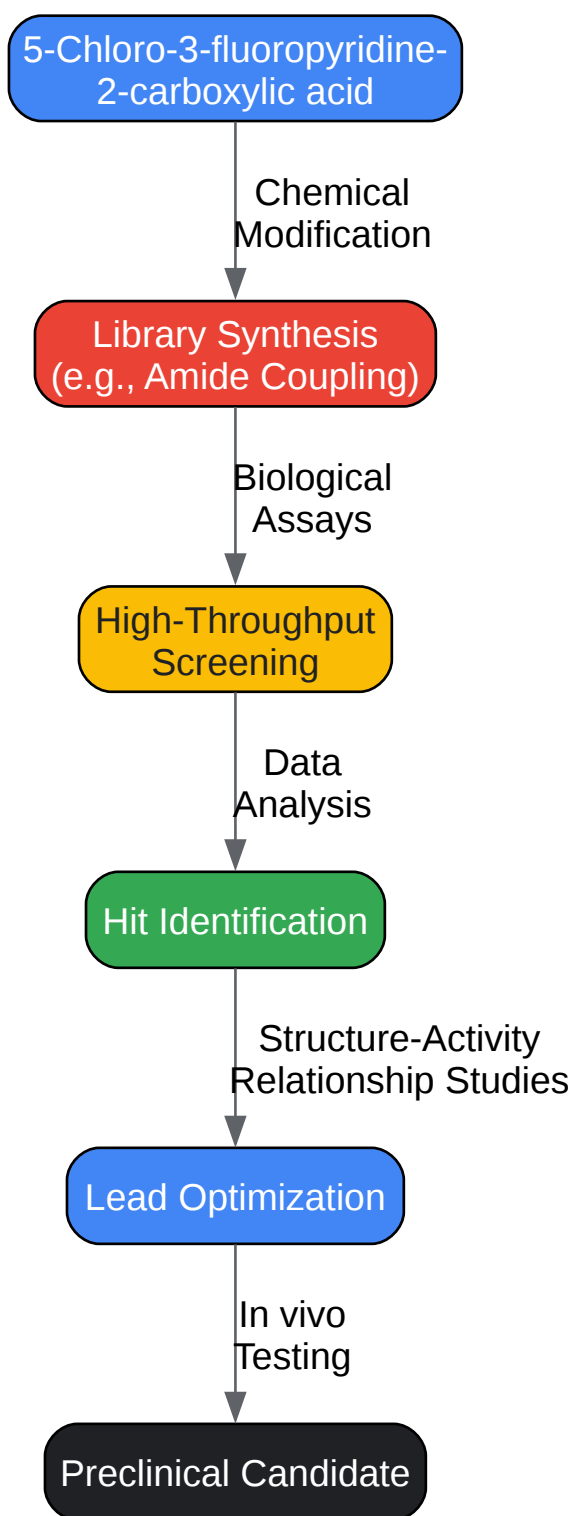 5-Chloro-3-fluoropyridine-
2-carboxylic acid
Chemical
Modification
Library Synthesis
(e.g., Amide Coupling)
Biological
Assays
High-Throughput
Screening
Data
Analysis
Hit Identification
Structure-Activity
Relationship Studies
Lead Optimization
In vivo
Testing
Preclinical Candidate